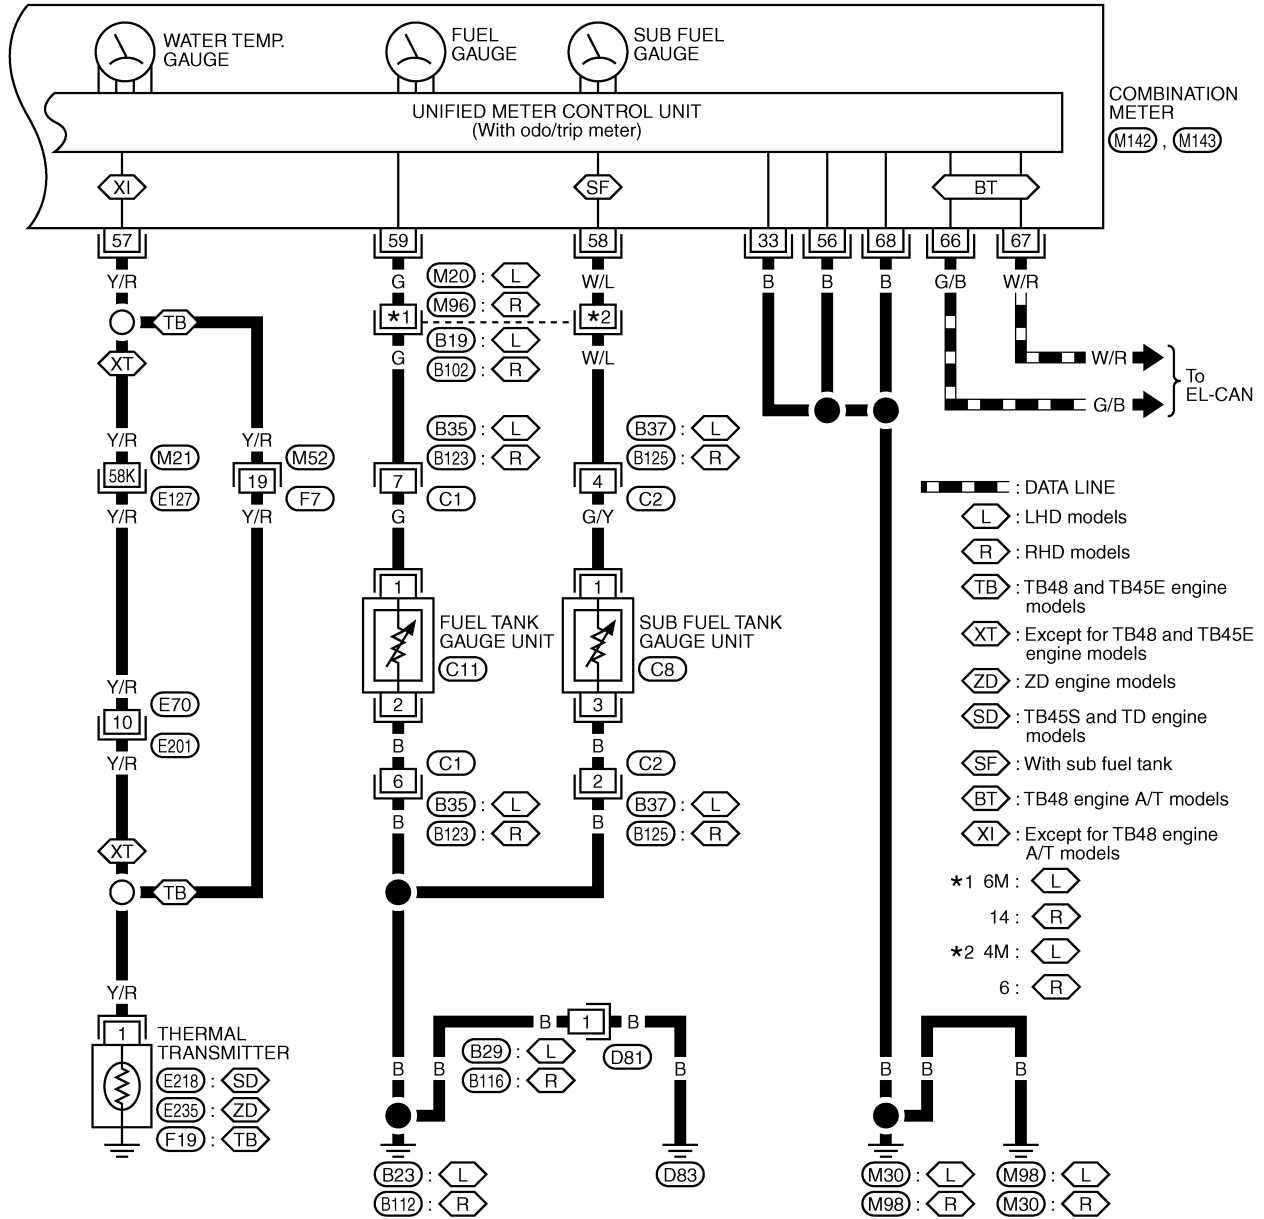 WATER TEMP.
GAUGE
FUEL
GAUGE
SUB FUEL
GAUGE
UNIFIED METER CONTROL UNIT
(With odo/trip meter)
COMBINATION
METER
M142 , M143
XI SF BT
57 59 58 33 56 68 66 67
Y/R G W/L B B B G/B W/R
M20 : L
M96 : R
TB *1 *2
B19 : L
B102 : R
XT G W/L
W/R
G/B
To
EL-CAN
B35 : L
B123 : R
B37 : L
B125 : R
Y/R Y/R
M21 M52
58K 19 7 4
E127 F7 C1 C2
Y/R Y/R G G/Y
: DATA LINE
L : LHD models
R : RHD models
TB : TB48 and TB45E engine
models
XT : Except for TB48 and TB45E
engine models
ZD : ZD engine models
SD : TB45S and TD engine
models
SF : With sub fuel tank
BT : TB48 engine A/T models
XI : Except for TB48 engine
A/T models
*1 6M : L
14 : R
*2 4M : L
6 : R
1 1
FUEL TANK
GAUGE UNIT
C11
SUB FUEL TANK
GAUGE UNIT
C8
2 3
Y/R
E70
10
E201
Y/R
B B
C1 C2
6 2
B35 : L
B123 : R
B37 : L
B125 : R
B B
XT
TB
Y/R
1
THERMAL
TRANSMITTER
E218 : SD
E235 : ZD
F19 : TB
B 1 B
B29 : L
B116 : R
D81
B B B B B B
B23 : L
B112 : R
D83
M30 : L
M98 : R
M98 : L
M30 : R